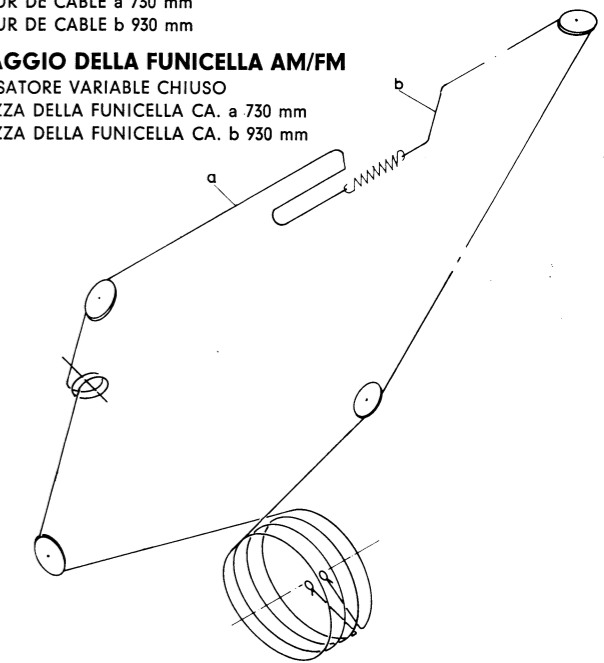 UR DE CABLE a 730 mm
UR DE CABLE b 930 mm
AGGIO DELLA FUNICELLA AM/FM
SATORE VARIABLE CHIUSO
ZZA DELLA FUNICELLA CA. a 730 mm
ZZA DELLA FUNICELLA CA. b 930 mm
b
a